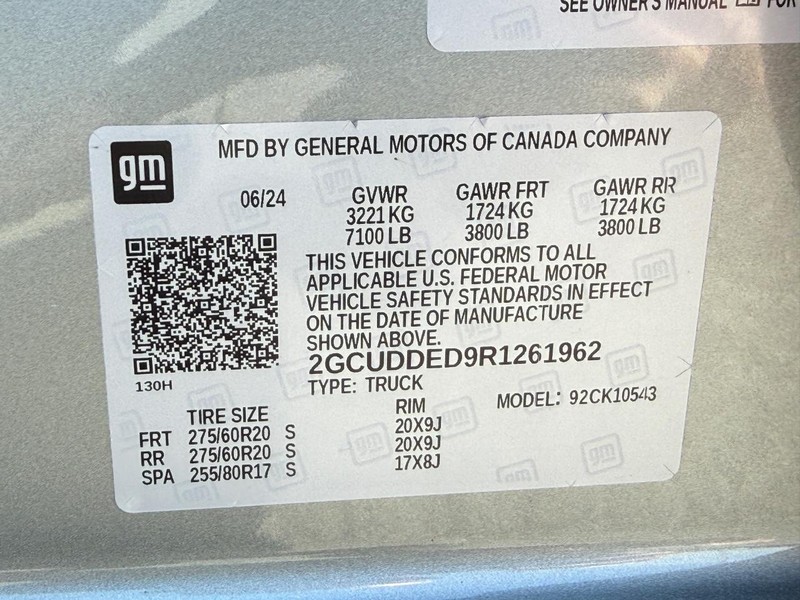 SEE OWNER'S MANUAL FOR
gm
MFD BY GENERAL MOTORS OF CANADA COMPANY
06/24
GVWR GAWR FRT GAWR RR
3221 KG 1724 KG 1724 KG
7100 LB 3800 LB 3800 LB
THIS VEHICLE CONFORMS TO ALL
APPLICABLE U.S. FEDERAL MOTOR
VEHICLE SAFETY STANDARDS IN EFFECT
ON THE DATE OF MANUFACTURE
SHOWN ABOVE.
2GCUDDED9R1261962
130H
TYPE: TRUCK
MODEL: 92CK10543
TIRE SIZE RIM
FRT 275/60R20 S 20X9J
RR 275/60R20 S 20X9J
SPA 255/80R17 S 17X8J